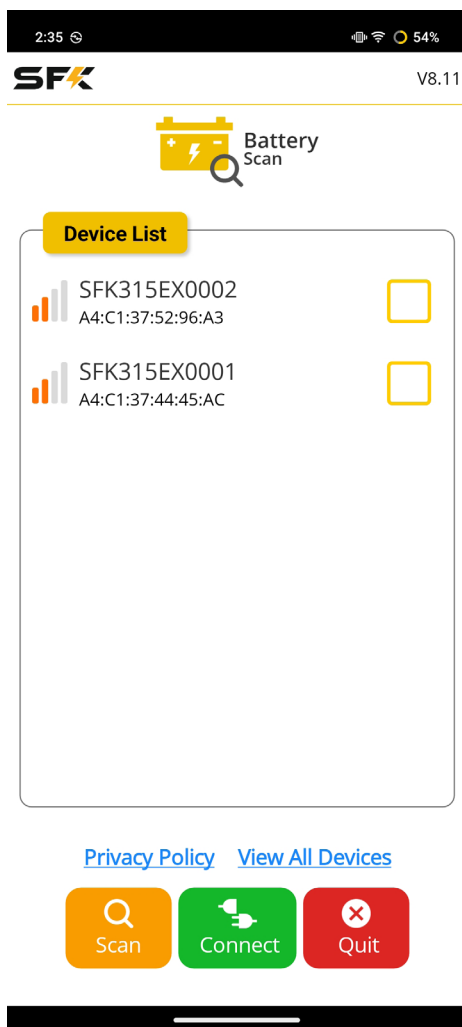 2:35
54%
SFK
V8.11
Battery
Scan
Device List
SFK315EX0002
A4:C1:37:52:96:A3
SFK315EX0001
A4:C1:37:44:45:AC
Privacy Policy
View All Devices
Scan
Connect
Quit